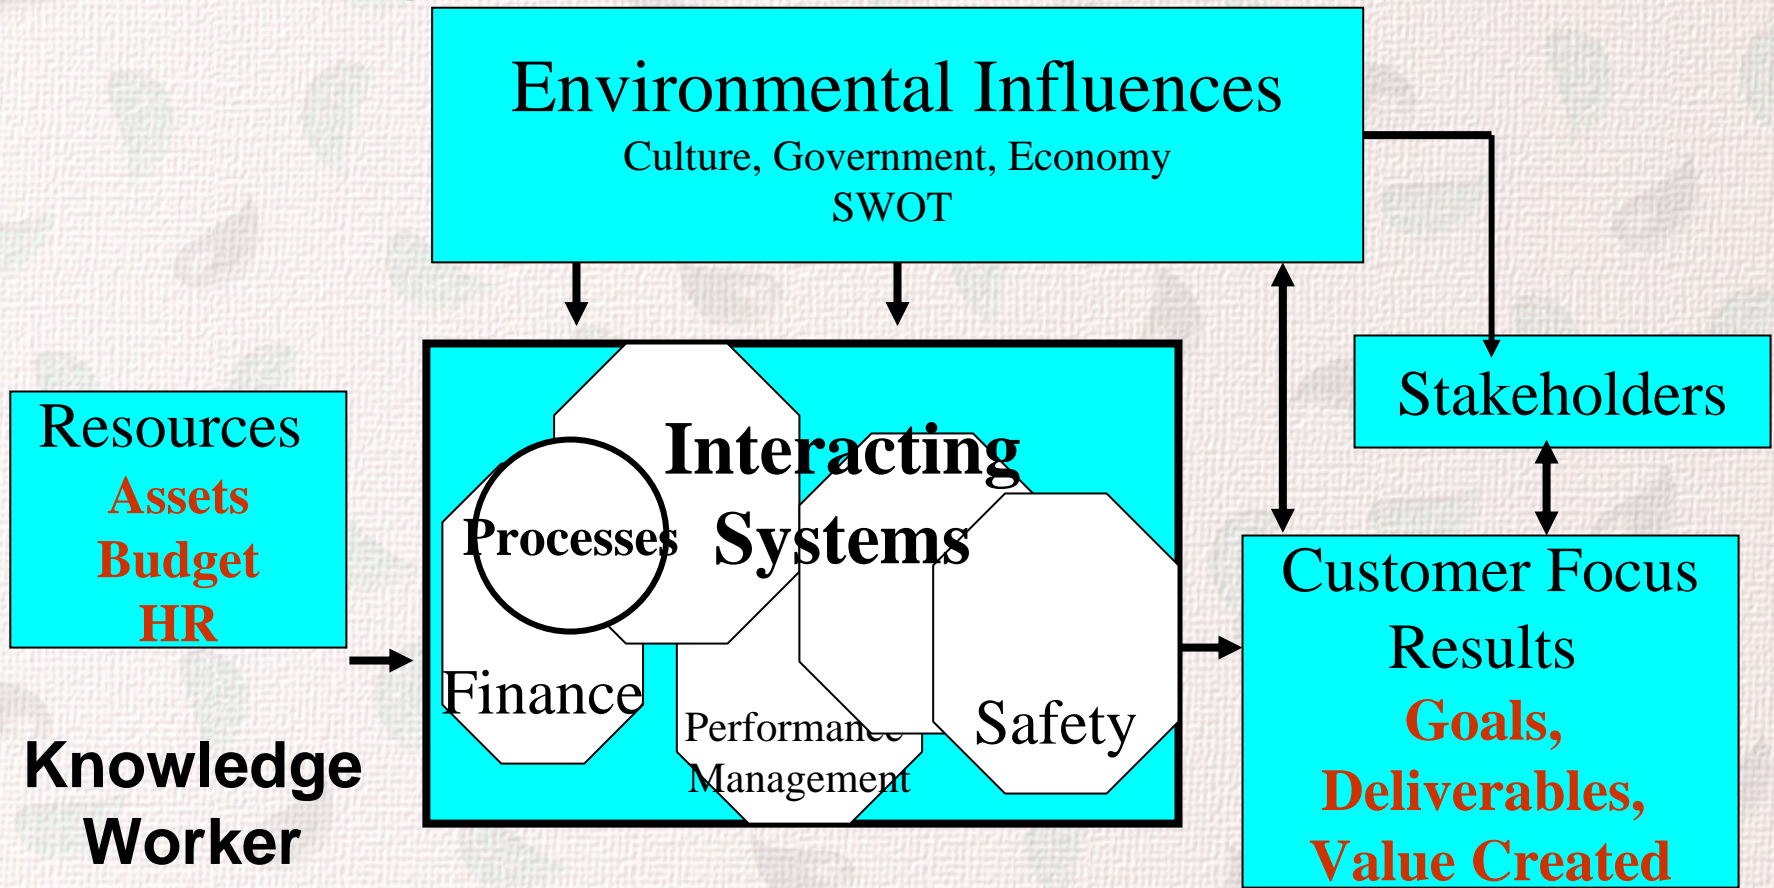 Environmental Influences
Culture, Government, Economy
SWOT
Stakeholders
Resources
Assets
Budget
HR
Interacting
Systems
Processes
Finance
Performance
Management
Safety
Customer Focus
Results
Goals,
Deliverables,
Value Created
Knowledge
Worker